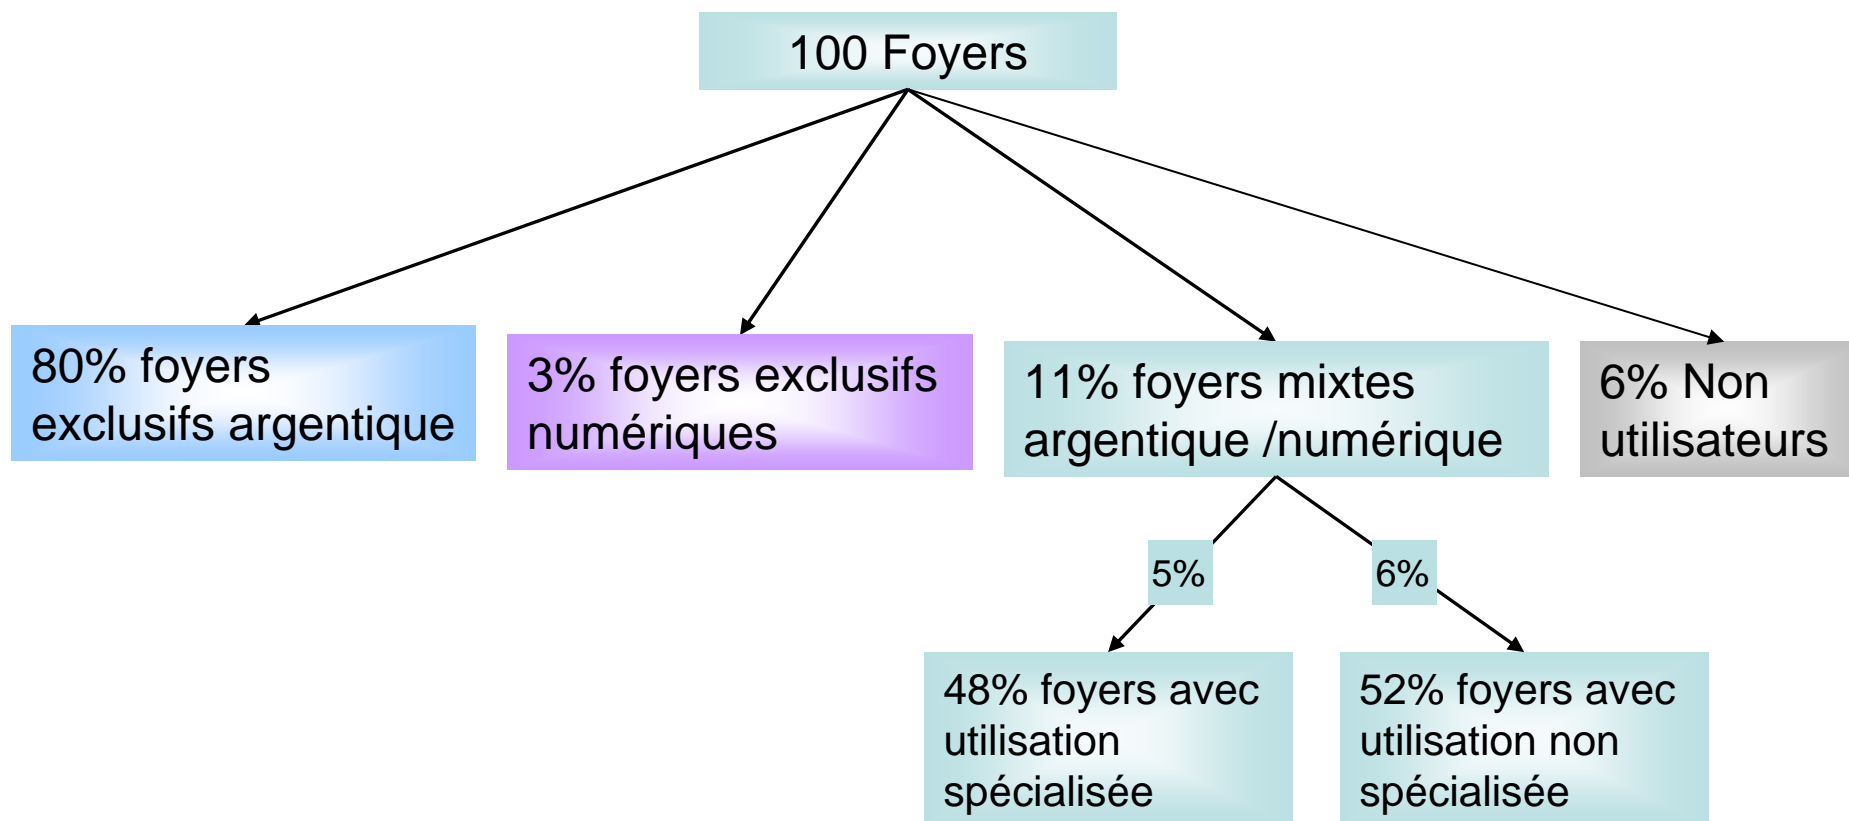 100 Foyers
80% foyers
exclusifs argentique
3% foyers exclusifs
numériques
11% foyers mixtes
argentique /numérique
6% Non
utilisateurs
5%
6%
48% foyers avec
utilisation
spécialisée
52% foyers avec
utilisation non
spécialisée